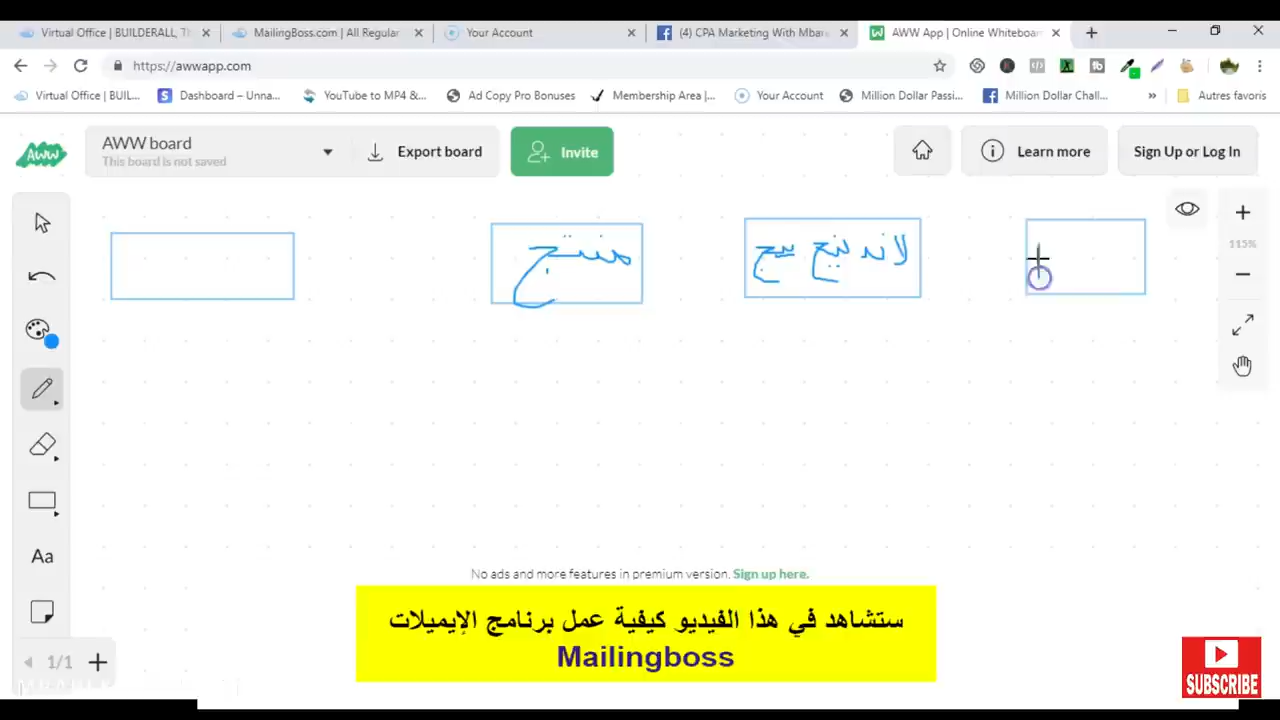 Virtual Office | BUILDERALL, Th
MailingBoss.com | All Regular
Your Account
(4) CPA Marketing With Mbar
AWW App | Online Whiteboar
https://awwapp.com
Virtual Office | BUIL...
Dashboard – Unna...
YouTube to MP4 &...
Ad Copy Pro Bonuses
Membership Area |...
Your Account
Million Dollar Passi...
Million Dollar Chall...
»
Autres favoris
AWW
AWW board
This board is not saved
Export board
Invite
Learn more
Sign Up or Log In
115%
منتج
لاندينج بيج
Aa
No ads and more features in premium version. Sign up here.
1/1
ستشاهد في هذا الفيديو كيفية عمل برنامج الإيميلات
Mailingboss
SUBSCRIBE